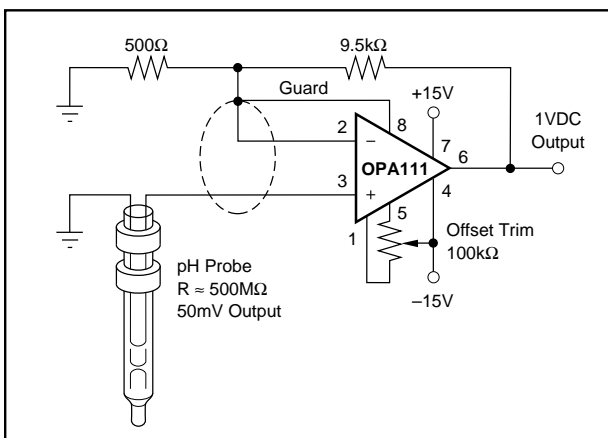 500Ω
9.5kΩ
Guard
+15V
1VDC
Output
2
8
7
6
–
OPA111
3
+
4
5
1
Offset Trim
100kΩ
–15V
pH Probe
R ≈ 500MΩ
50mV Output